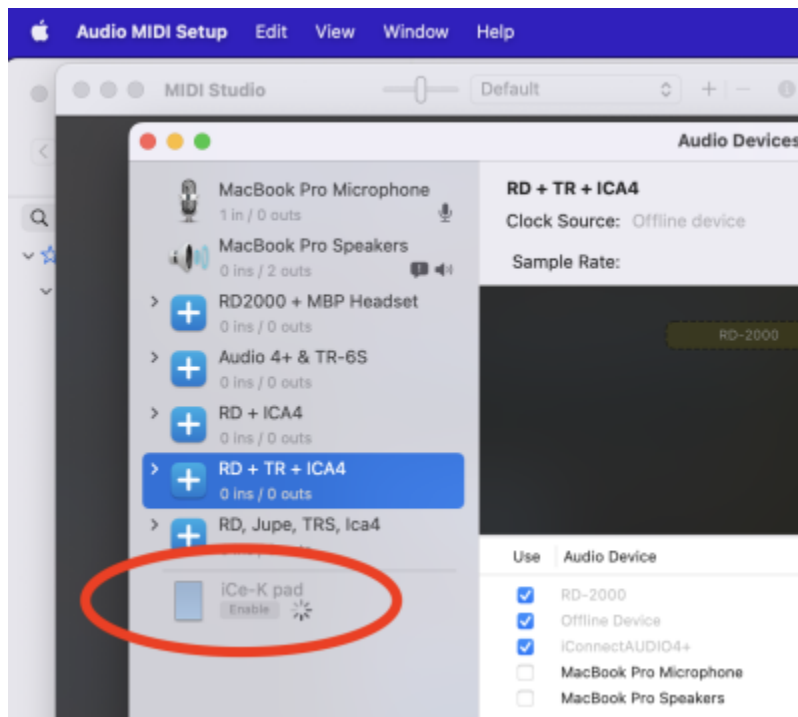 Audio MIDI Setup Edit View Window Help
MIDI Studio Default
Audio Devices
MacBook Pro Microphone
1 in / 0 outs
MacBook Pro Speakers
0 ins / 2 outs
RD2000 + MBP Headset
0 ins / 0 outs
Audio 4+ & TR-6S
0 ins / 0 outs
RD + ICA4
0 ins / 0 outs
RD + TR + ICA4
0 ins / 0 outs
RD, Jupe, TRS, Ica4
iCe-K pad
Enable
RD + TR + ICA4
Clock Source: Offline device
Sample Rate:
RD-2000
Use Audio Device
RD-2000
Offline Device
iConnectAUDIO4+
MacBook Pro Microphone
MacBook Pro Speakers